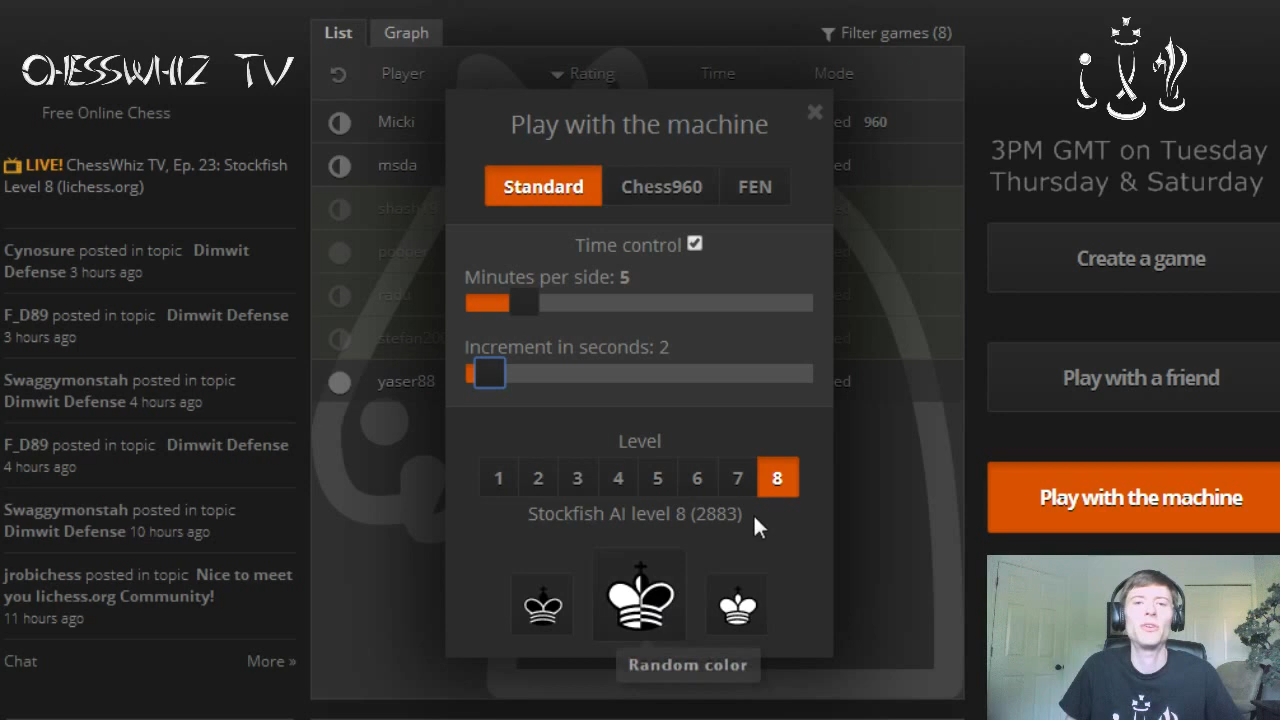 CHESSWHIZ TV
Free Online Chess
LIVE! ChessWhiz TV, Ep. 23: Stockfish
Level 8 (lichess.org)
Cynosure posted in topic Dimwit
Defense 3 hours ago
F_D89 posted in topic Dimwit Defense
3 hours ago
Swaggymonstah posted in topic
Dimwit Defense 4 hours ago
F_D89 posted in topic Dimwit Defense
4 hours ago
Swaggymonstah posted in topic
Dimwit Defense 10 hours ago
jrobichess posted in topic Nice to meet
you lichess.org Community!
11 hours ago
Chat More »
List Graph Filter games (8)
Player Rating Time Mode
Micki ed 960
msda ed
radu
yaser88 ed
Play with the machine
Standard Chess960 FEN
Time control
Minutes per side: 5
Increment in seconds: 2
Level
1 2 3 4 5 6 7 8
Stockfish AI level 8 (2883)
Random color
3PM GMT on Tuesday
Thursday & Saturday
Create a game
Play with a friend
Play with the machine